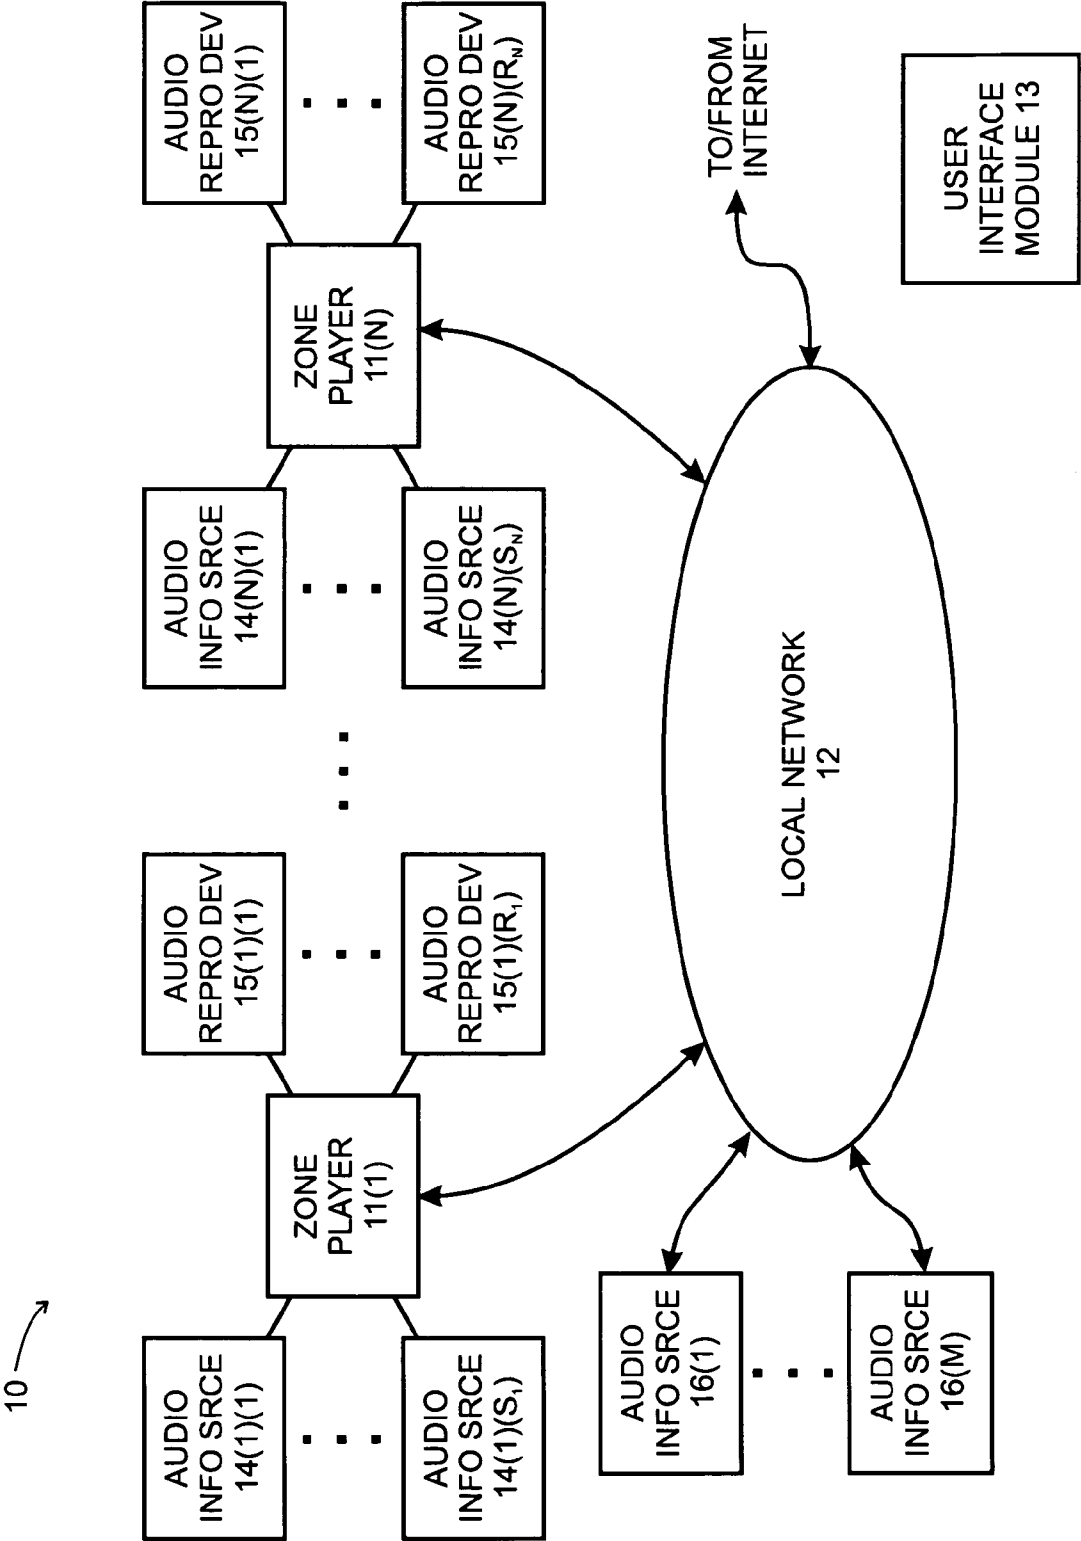 10
AUDIO
INFO SRCE
14(1)(1)
AUDIO
INFO SRCE
14(1)(S₁)
ZONE
PLAYER
11(1)
AUDIO
REPRO DEV
15(1)(1)
AUDIO
REPRO DEV
15(1)(R₁)
AUDIO
INFO SRCE
14(N)(1)
AUDIO
INFO SRCE
14(N)(S_N)
ZONE
PLAYER
11(N)
AUDIO
REPRO DEV
15(N)(1)
AUDIO
REPRO DEV
15(N)(R_N)
AUDIO
INFO SRCE
16(1)
AUDIO
INFO SRCE
16(M)
LOCAL NETWORK
12
TO/FROM
INTERNET
USER
INTERFACE
MODULE 13